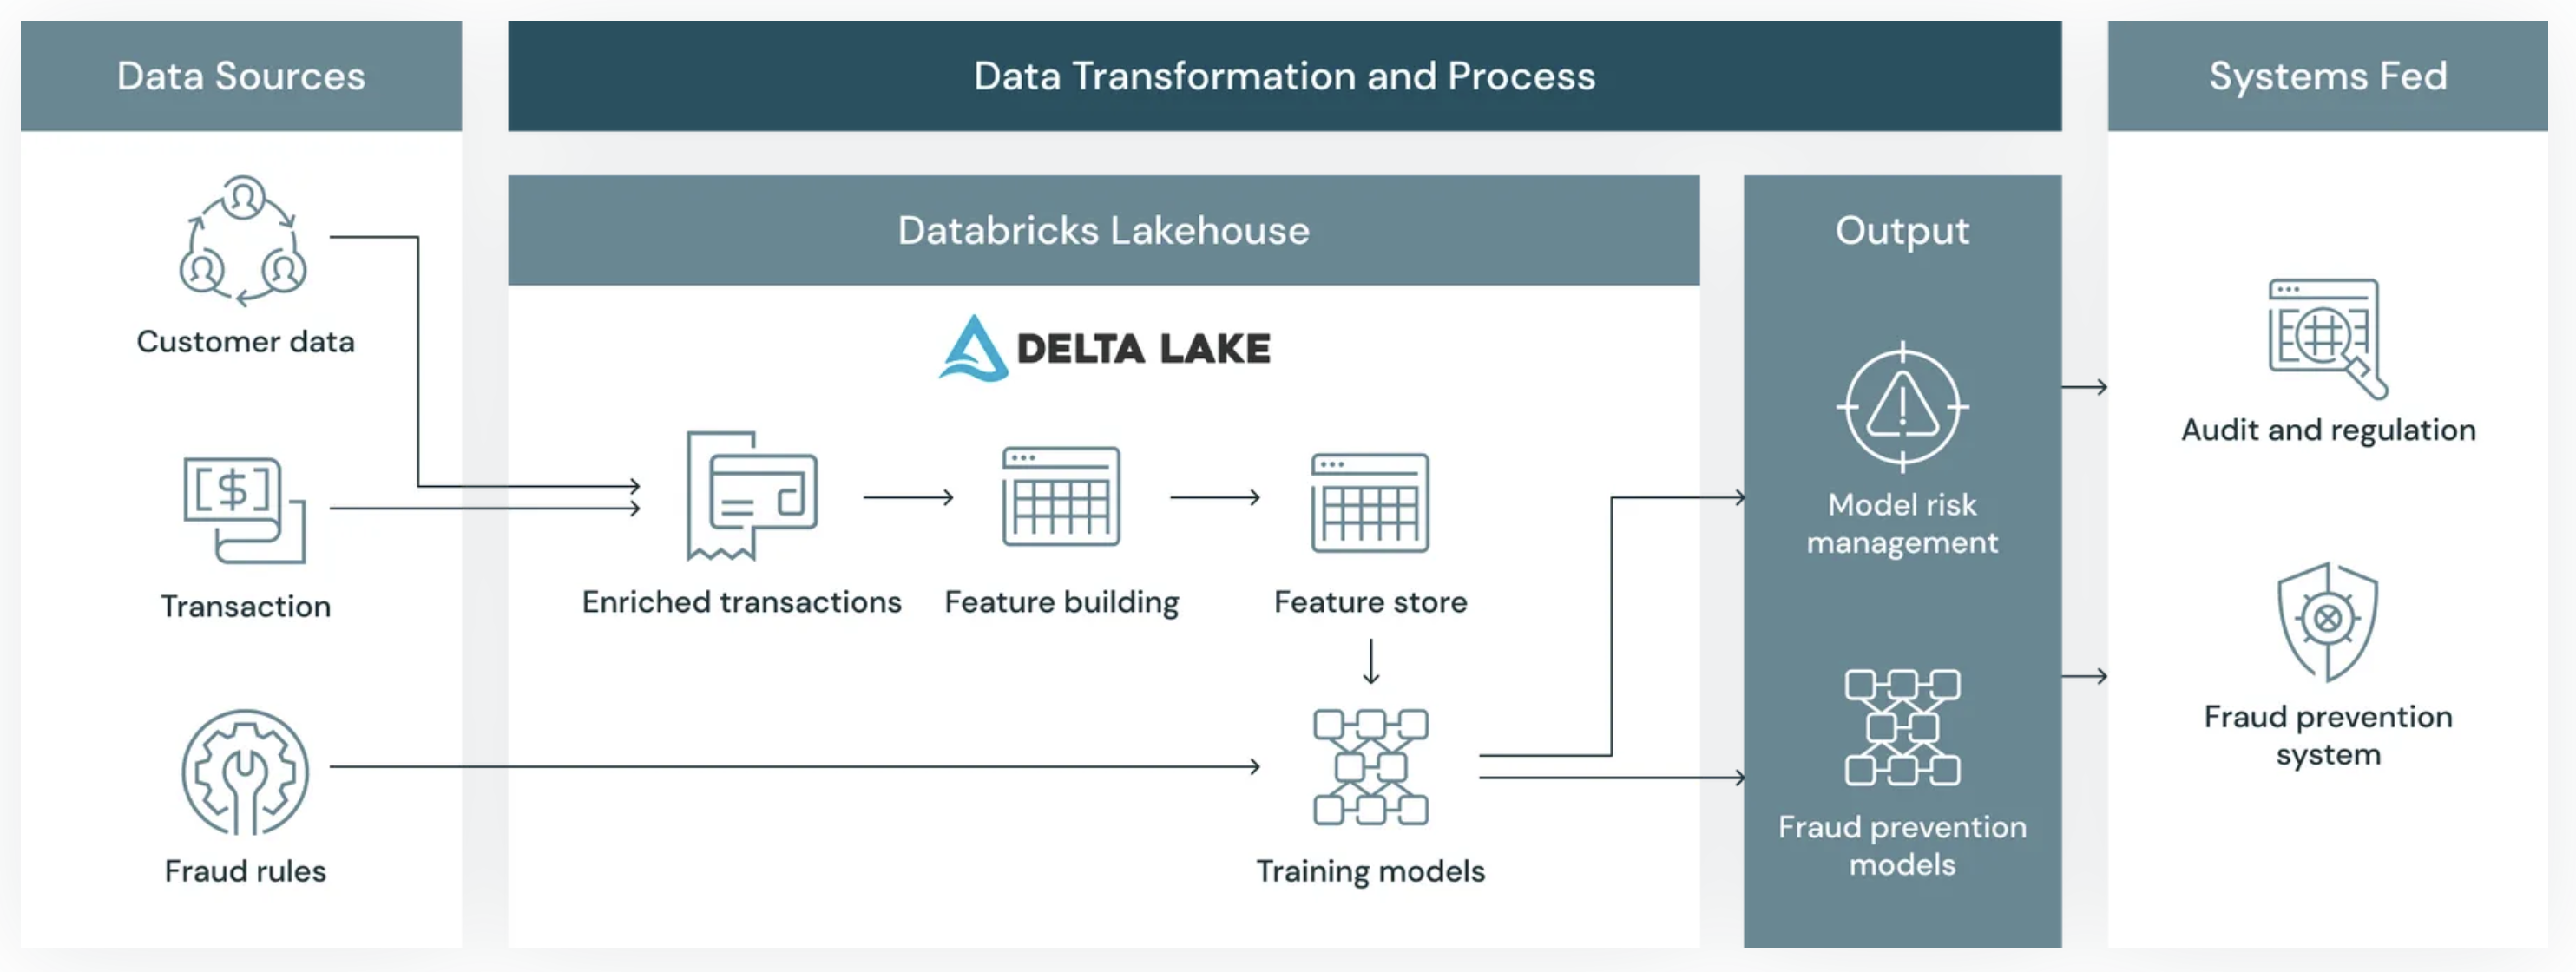 Data Sources
Data Transformation and Process
Systems Fed
Databricks Lakehouse
Output
DELTA LAKE
Customer data
Transaction
Fraud rules
Enriched transactions
Feature building
Feature store
Training models
Model risk
management
Fraud prevention
models
Audit and regulation
Fraud prevention
system